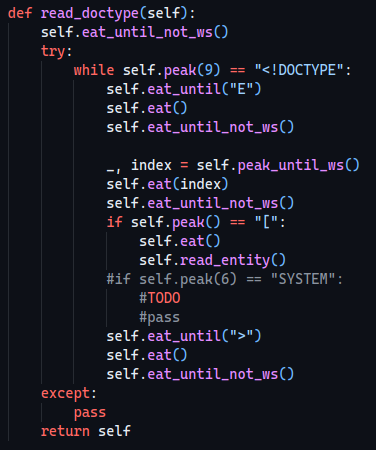 def read_doctype(self):
    self.eat_until_not_ws()
    try:
        while self.peak(9) == "<!DOCTYPE":
            self.eat_until("E")
            self.eat()
            self.eat_until_not_ws()

            _, index = self.peak_until_ws()
            self.eat(index)
            self.eat_until_not_ws()
            if self.peak() == "[":
                self.eat()
                self.read_entity()
            #if self.peak(6) == "SYSTEM":
                #TODO
                #pass
            self.eat_until(">")
            self.eat()
            self.eat_until_not_ws()
    except:
        pass
    return self